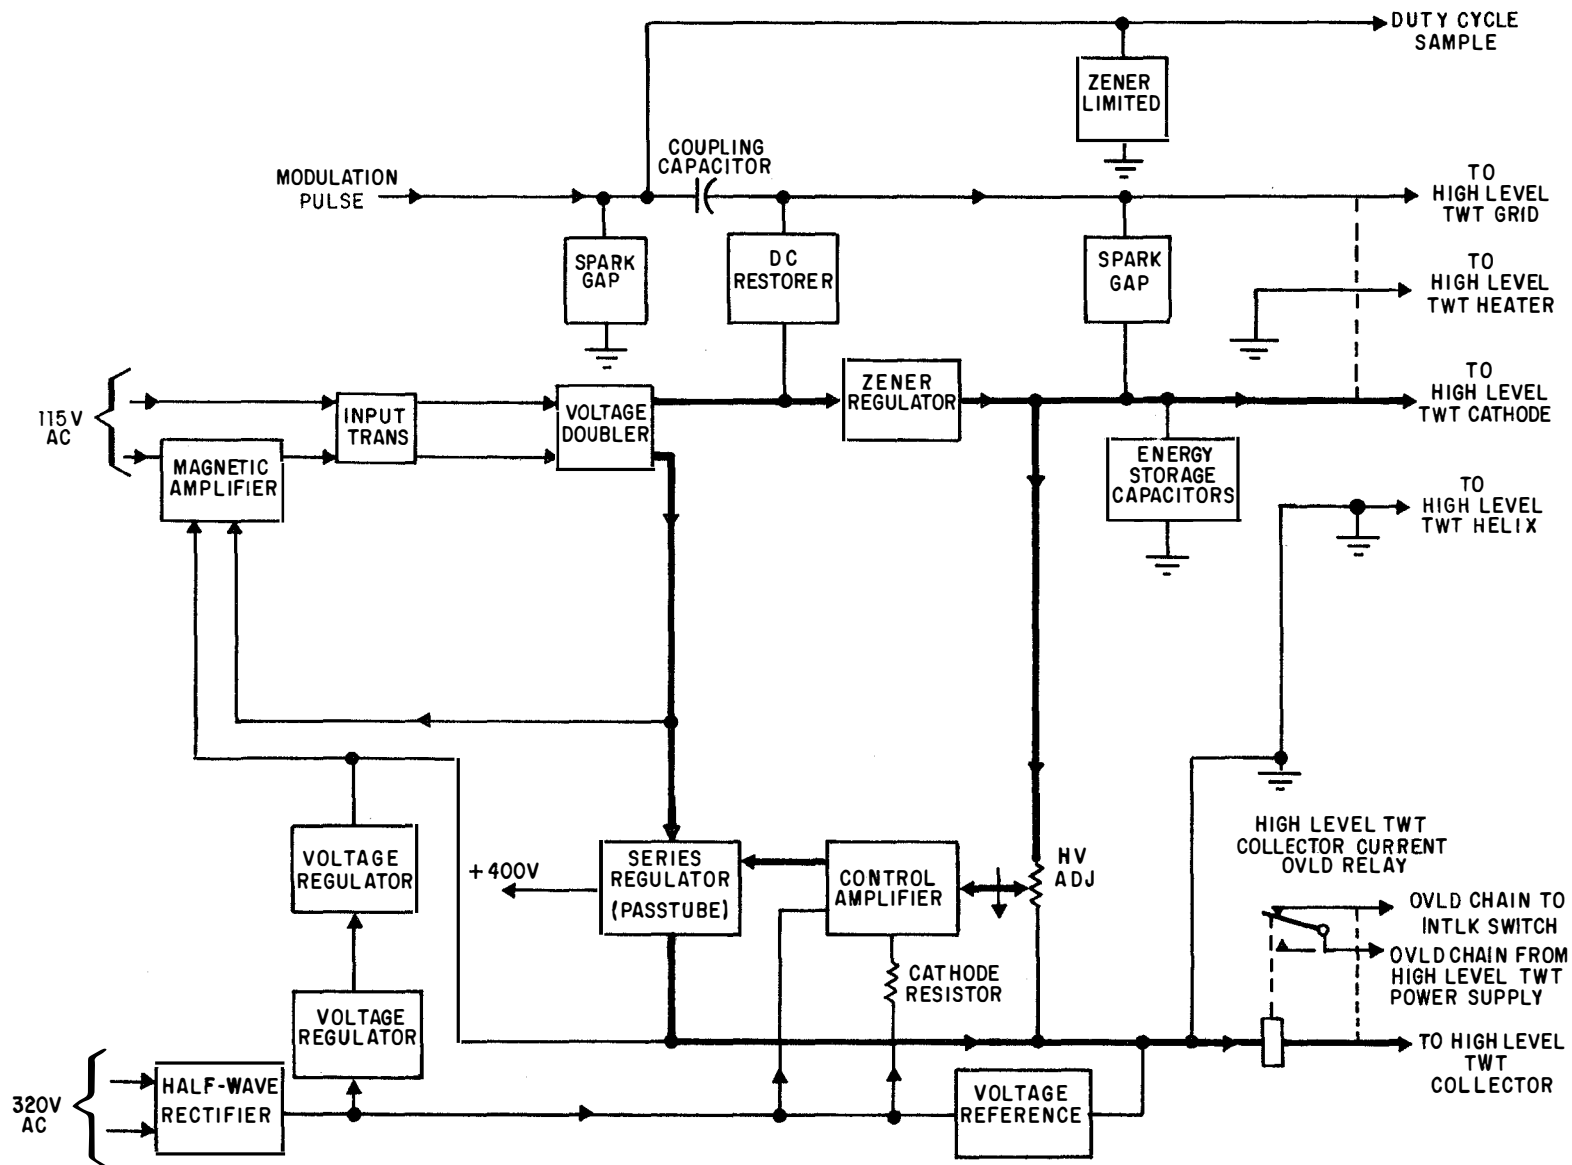 DUTY CYCLE
SAMPLE
ZENER
LIMITED
COUPLING
CAPACITOR
MODULATION
PULSE
TO
HIGH LEVEL
TWT GRID
SPARK
GAP
DC
RESTORER
SPARK
GAP
TO
HIGH LEVEL
TWT HEATER
115V
AC
INPUT
TRANS
VOLTAGE
DOUBLER
ZENER
REGULATOR
TO
HIGH LEVEL
TWT CATHODE
MAGNETIC
AMPLIFIER
ENERGY
STORAGE
CAPACITORS
TO
HIGH LEVEL
TWT HELIX
VOLTAGE
REGULATOR
+400V
SERIES
REGULATOR
(PASSTUBE)
CONTROL
AMPLIFIER
HV
ADJ
HIGH LEVEL TWT
COLLECTOR CURRENT
OVLD RELAY
OVLD CHAIN TO
INTLK SWITCH
OVLD CHAIN FROM
HIGH LEVEL TWT
POWER SUPPLY
CATHODE
RESISTOR
VOLTAGE
REGULATOR
TO HIGH LEVEL
TWT
COLLECTOR
320V
AC
HALF-WAVE
RECTIFIER
VOLTAGE
REFERENCE